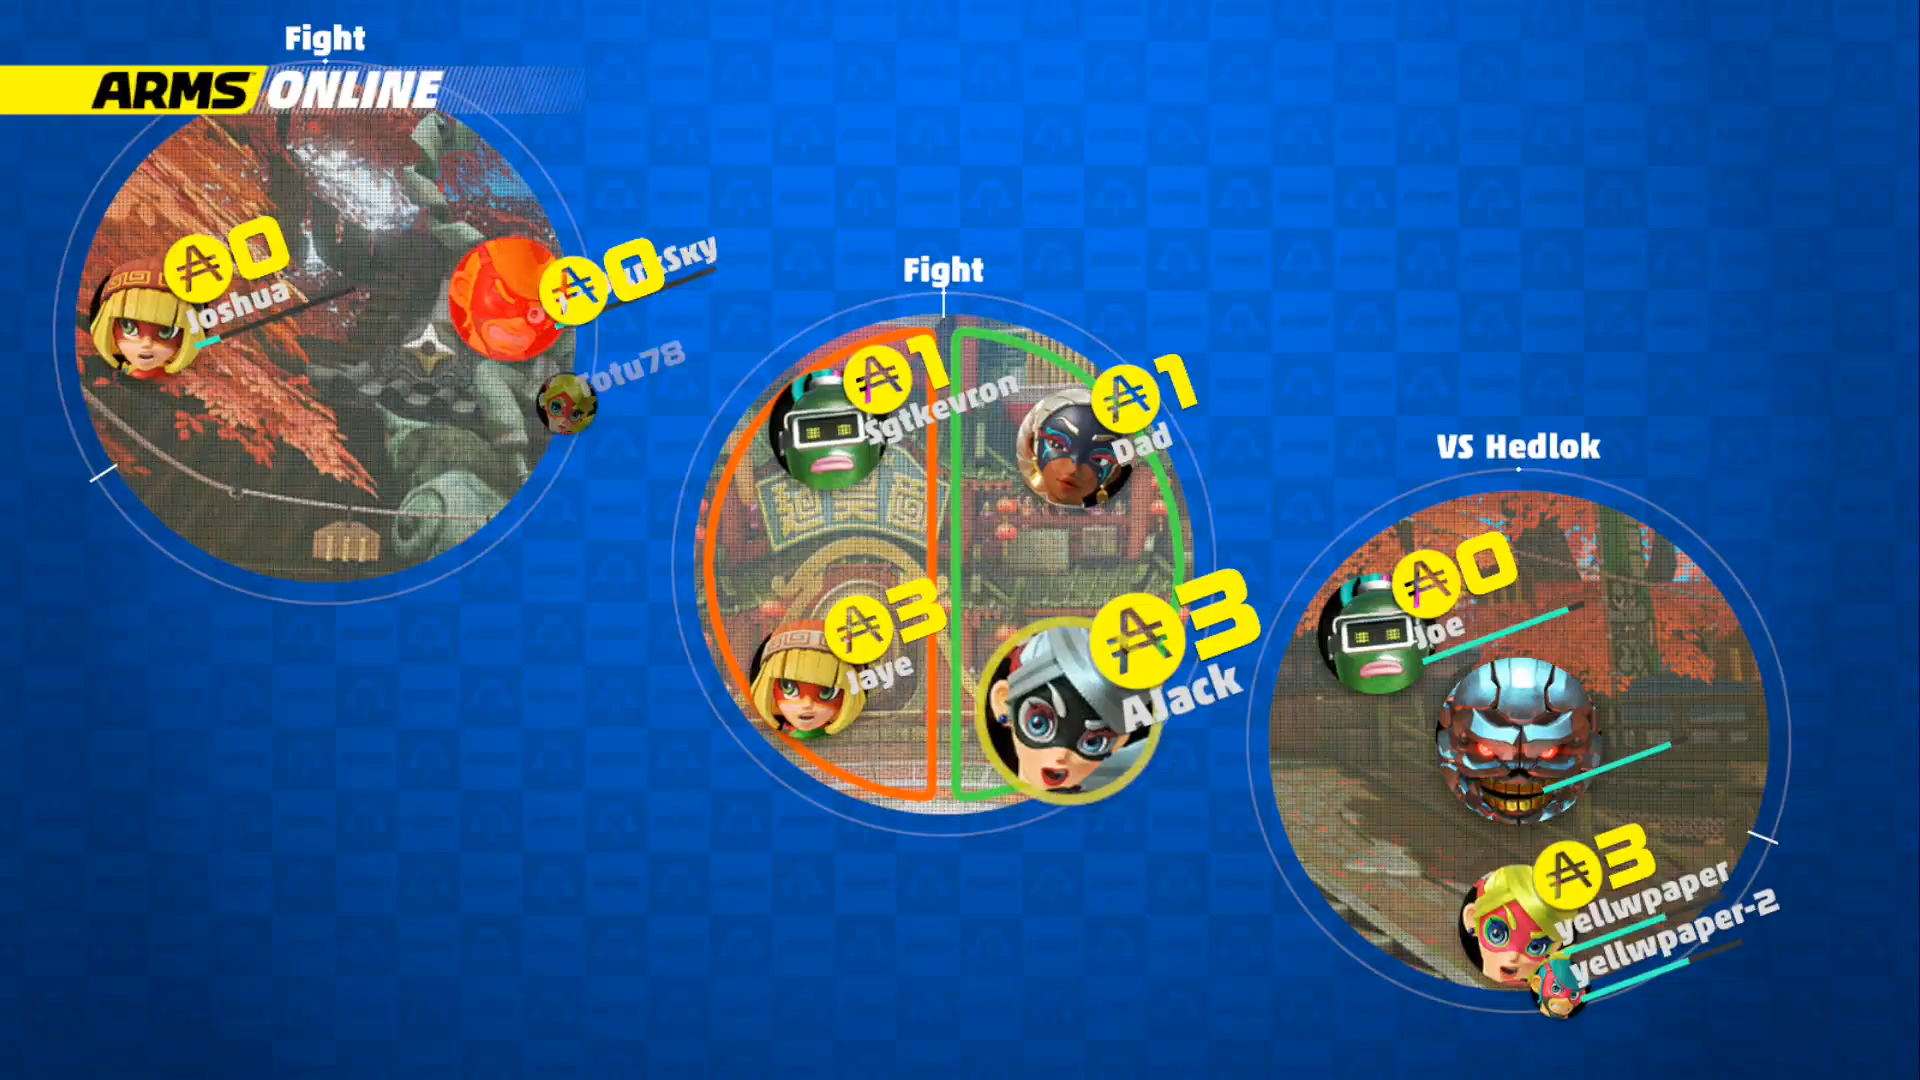 Fight
ARMS ONLINE
0
Joshua
0
Sky
Totu78
Fight
1
Sgtkevron
1
Dad
3
Jaye
3
AJack
VS Hedlok
0
joe
3
yellwpaper
yellwpaper-2